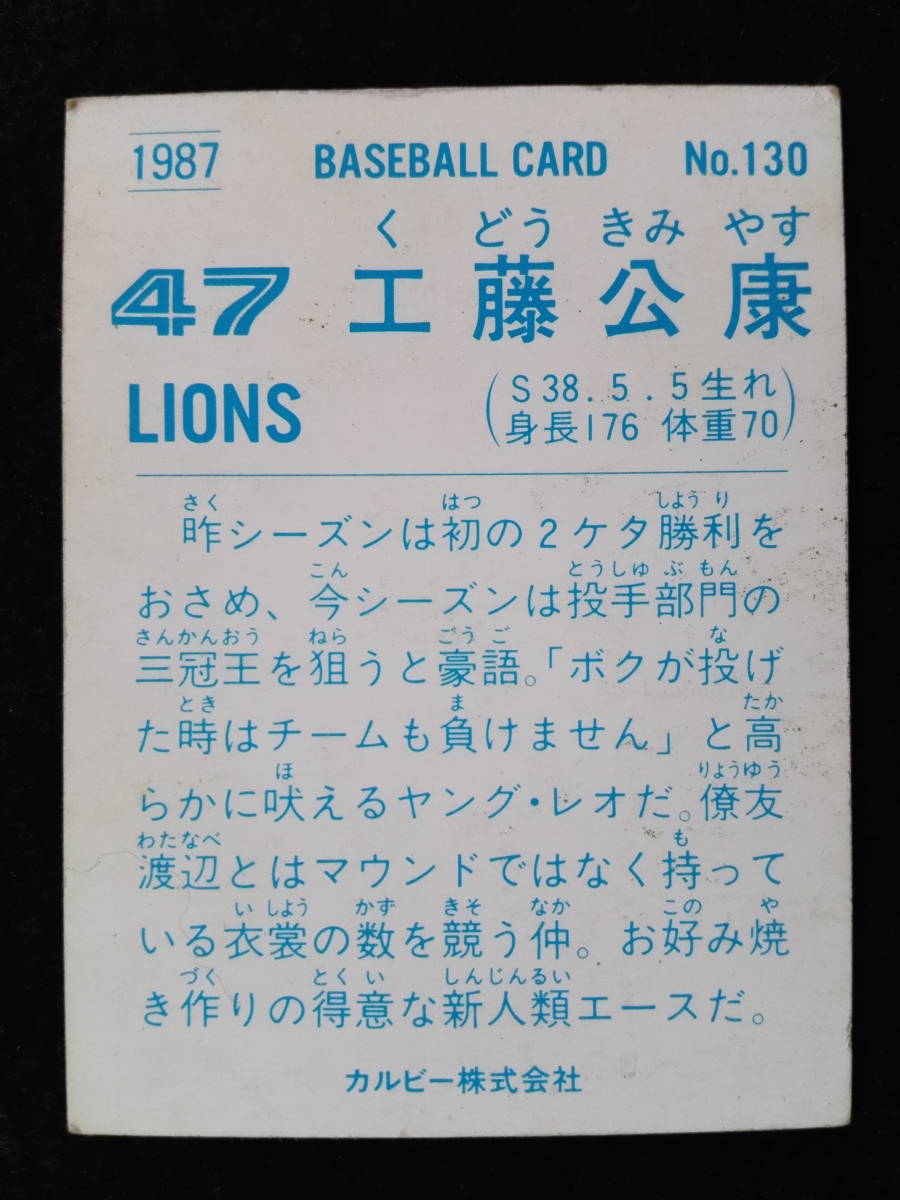 1987 BASEBALL CARD No.130
く どう きみ やす
47 工藤公康
LIONS
(S38.5.5生れ
身長176 体重70)
さく はつ しようり
昨シーズンは初の2ケタ勝利を
こん とうしゅぶもん
おさめ、今シーズンは投手部門の
さんかんおう ねら ごうご な
三冠王を狙うと豪語。「ボクが投げ
とき ま たか
た時はチームも負けません」と高
ほ りょうゆう
らかに吠えるヤング・レオだ。僚友
わたなべ も
渡辺とはマウンドではなく持って
いしよう かず きそ なか この や
いる衣裳の数を競う仲。お好み焼
づく とくい しんじんるい
き作りの得意な新人類エースだ。
カルビー株式会社